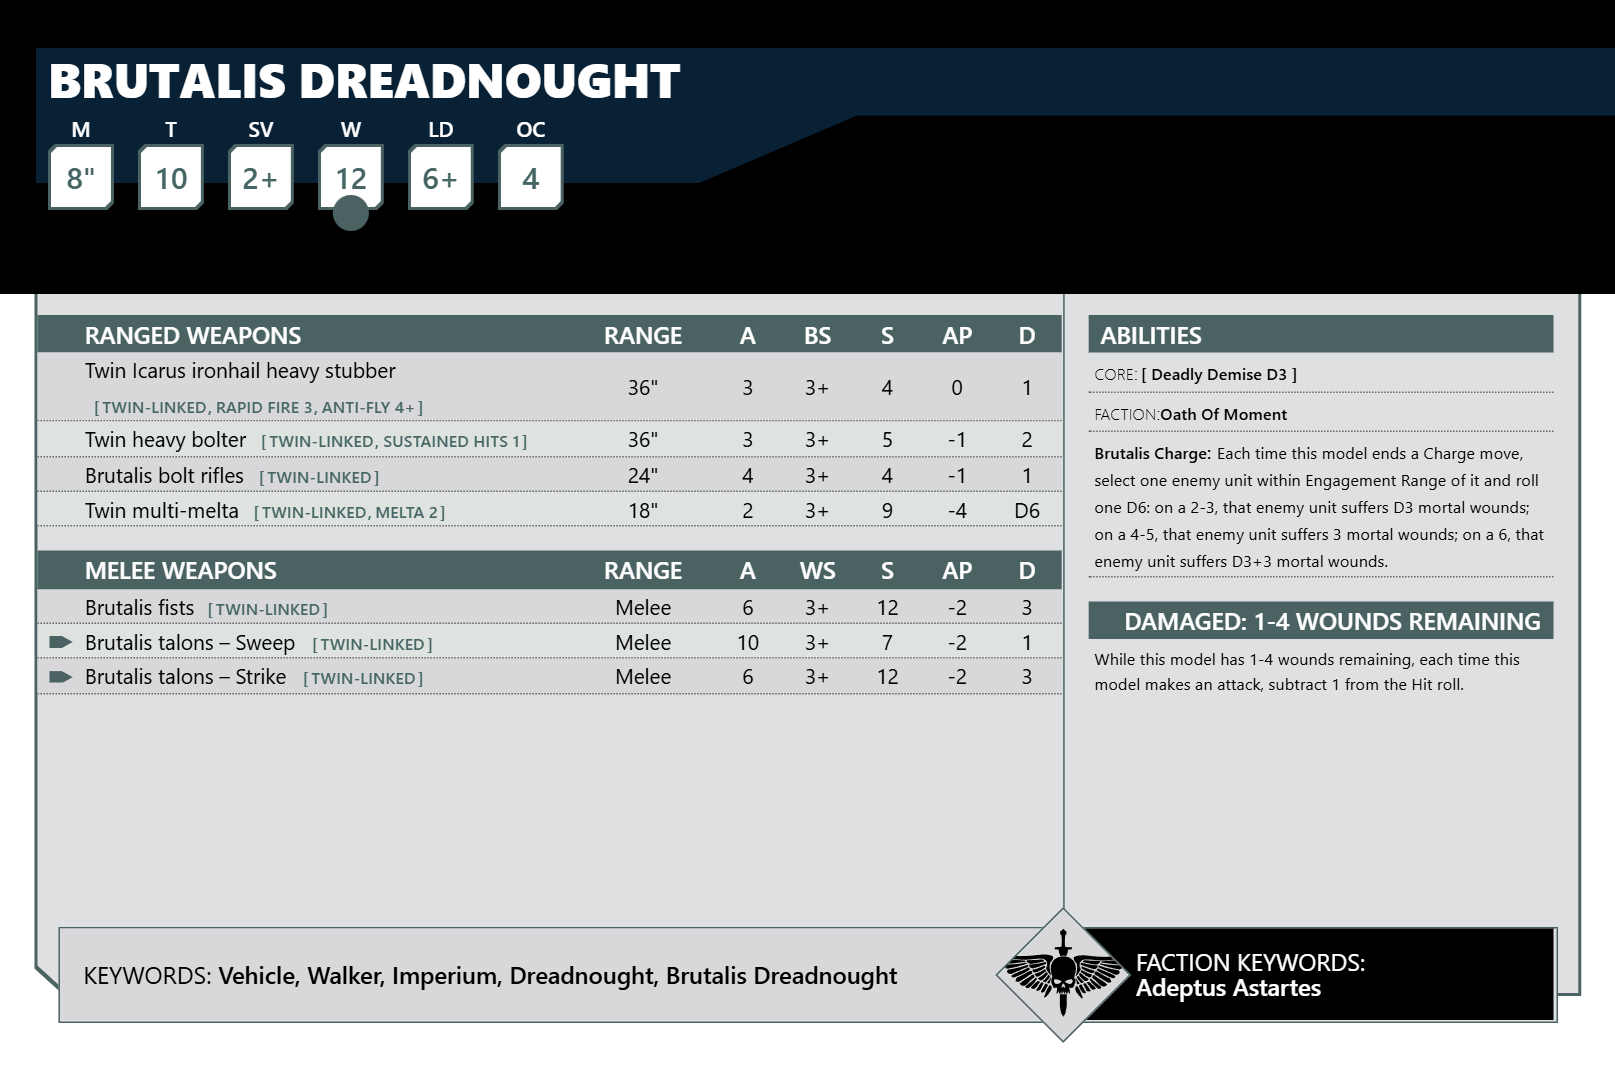 BRUTALIS DREADNOUGHT
M T SV W LD OC
8" 10 2+ 12 6+ 4
RANGED WEAPONS RANGE A BS S AP D
Twin Icarus ironhail heavy stubber
[TWIN-LINKED, RAPID FIRE 3, ANTI-FLY 4+] 36" 3 3+ 4 0 1
Twin heavy bolter [TWIN-LINKED, SUSTAINED HITS 1] 36" 3 3+ 5 -1 2
Brutalis bolt rifles [TWIN-LINKED] 24" 4 3+ 4 -1 1
Twin multi-melta [TWIN-LINKED, MELTA 2] 18" 2 3+ 9 -4 D6
MELEE WEAPONS RANGE A WS S AP D
Brutalis fists [TWIN-LINKED] Melee 6 3+ 12 -2 3
Brutalis talons – Sweep [TWIN-LINKED] Melee 10 3+ 7 -2 1
Brutalis talons – Strike [TWIN-LINKED] Melee 6 3+ 12 -2 3
ABILITIES
CORE: [ Deadly Demise D3 ]
FACTION:Oath Of Moment
Brutalis Charge: Each time this model ends a Charge move,
select one enemy unit within Engagement Range of it and roll
one D6: on a 2-3, that enemy unit suffers D3 mortal wounds;
on a 4-5, that enemy unit suffers 3 mortal wounds; on a 6, that
enemy unit suffers D3+3 mortal wounds.
DAMAGED: 1-4 WOUNDS REMAINING
While this model has 1-4 wounds remaining, each time this
model makes an attack, subtract 1 from the Hit roll.
KEYWORDS: Vehicle, Walker, Imperium, Dreadnought, Brutalis Dreadnought
FACTION KEYWORDS:
Adeptus Astartes